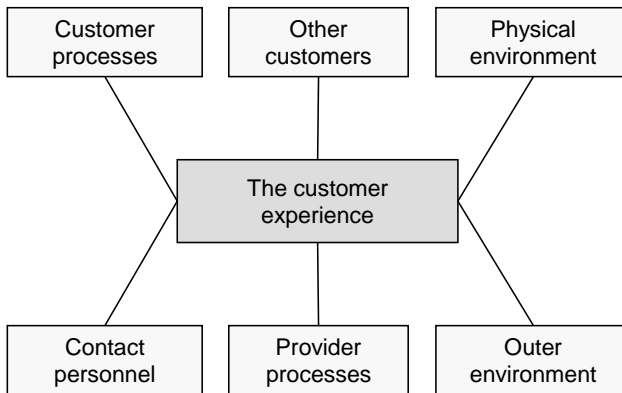 Customer
processes
Other
customers
Physical
environment
The customer
experience
Contact
personnel
Provider
processes
Outer
environment